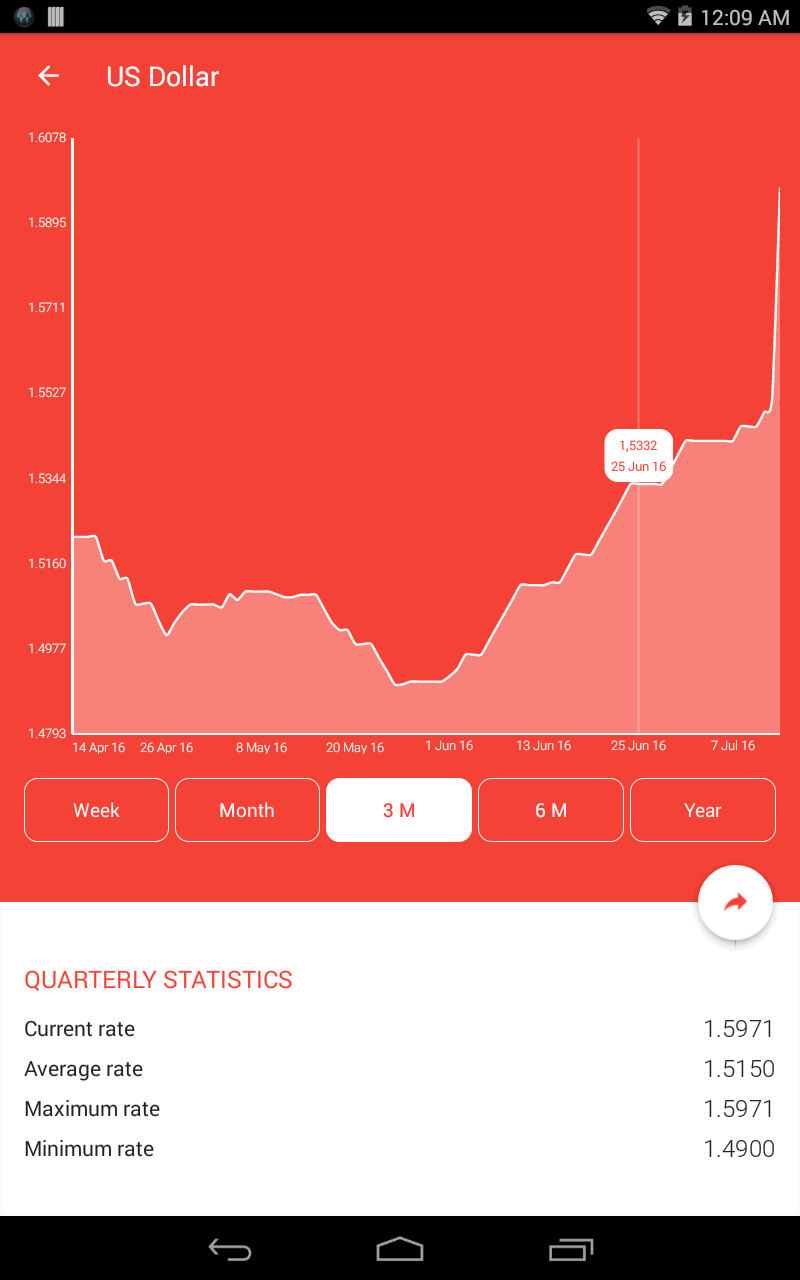 12:09 AM
US Dollar
1.6078
1.5895
1.5711
1.5527
1.5344
1.5160
1.4977
1.4793
1,5332
25 Jun 16
14 Apr 16 26 Apr 16 8 May 16 20 May 16 1 Jun 16 13 Jun 16 25 Jun 16 7 Jul 16
Week Month 3 M 6 M Year
QUARTERLY STATISTICS
Current rate 1.5971
Average rate 1.5150
Maximum rate 1.5971
Minimum rate 1.4900